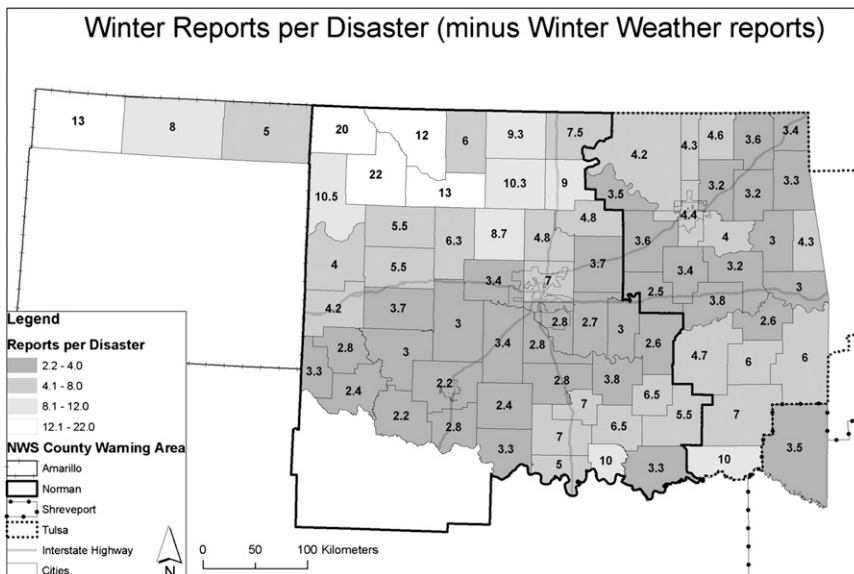 Winter Reports per Disaster (minus Winter Weather reports)
13 8 5 20 12 6 9.3 7.5 4.2 4.3 4.6 3.6 3.4
22 13 10.3 9 3.5 3.2 3.2 3.3
10.5 5.5 6.3 8.7 4.8 4.8 3.6 4.4 4 3 4.3
4 5.5 3.4 7 3.7 3.4 3.2
4.2 3.7 3 2.5 3.8 3
2.8 3 3.4 2.8 2.8 2.7 3 2.6 4.7 2.6 6 6
3.3 2.4 2.2 2.8 3.8
2.2 2.8 2.4 7 6.5 5.5 7
3.3 7 6.5 3.5
5 10 3.3 10
Legend
Reports per Disaster
2.2 - 4.0
4.1 - 8.0
8.1 - 12.0
12.1 - 22.0
NWS County Warning Area
Amarillo
Norman
Shreveport
Tulsa
Interstate Highway
Cities
N
0 50 100 Kilometers